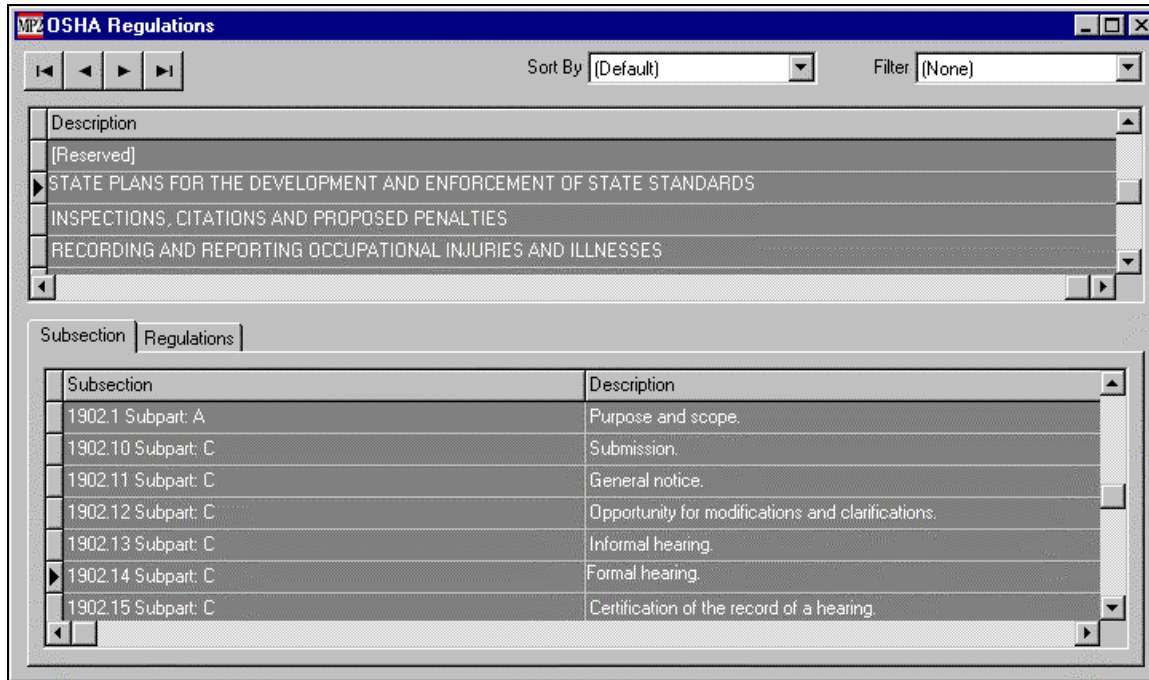 MP2 OSHA Regulations
Sort By (Default) Filter (None)
Description
[Reserved]
STATE PLANS FOR THE DEVELOPMENT AND ENFORCEMENT OF STATE STANDARDS
INSPECTIONS, CITATIONS AND PROPOSED PENALTIES
RECORDING AND REPORTING OCCUPATIONAL INJURIES AND ILLNESSES
Subsection Regulations
Subsection Description
1902.1 Subpart: A Purpose and scope.
1902.10 Subpart: C Submission.
1902.11 Subpart: C General notice.
1902.12 Subpart: C Opportunity for modifications and clarifications.
1902.13 Subpart: C Informal hearing.
1902.14 Subpart: C Formal hearing.
1902.15 Subpart: C Certification of the record of a hearing.